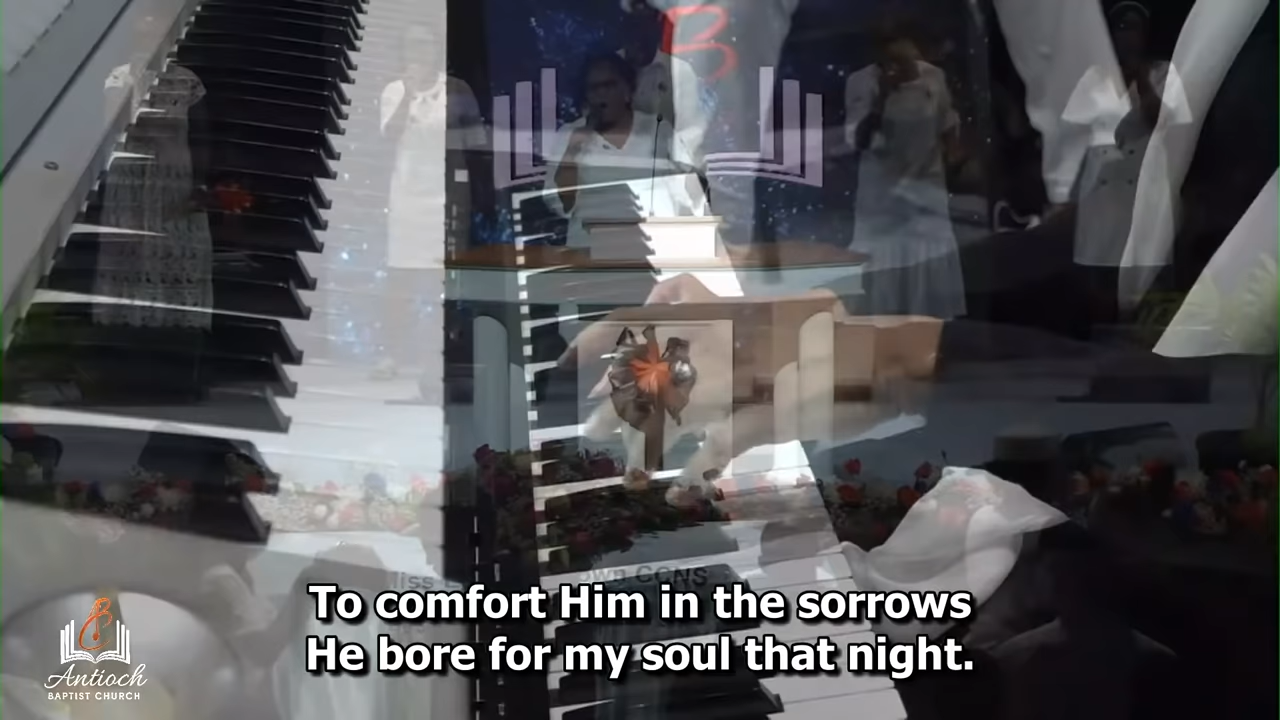 To comfort Him in the sorrows
He bore for my soul that night.
Antioch
BAPTIST CHURCH